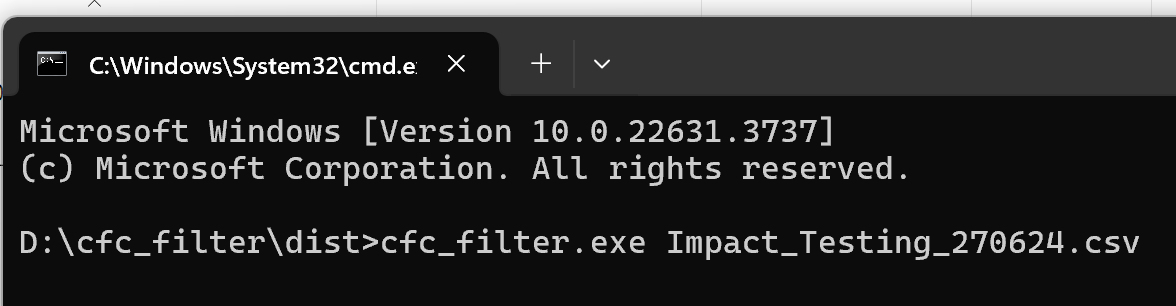 C:\Windows\System32\cmd.e
Microsoft Windows [Version 10.0.22631.3737]
(c) Microsoft Corporation. All rights reserved.
D:\cfc_filter\dist>cfc_filter.exe Impact_Testing_270624.csv